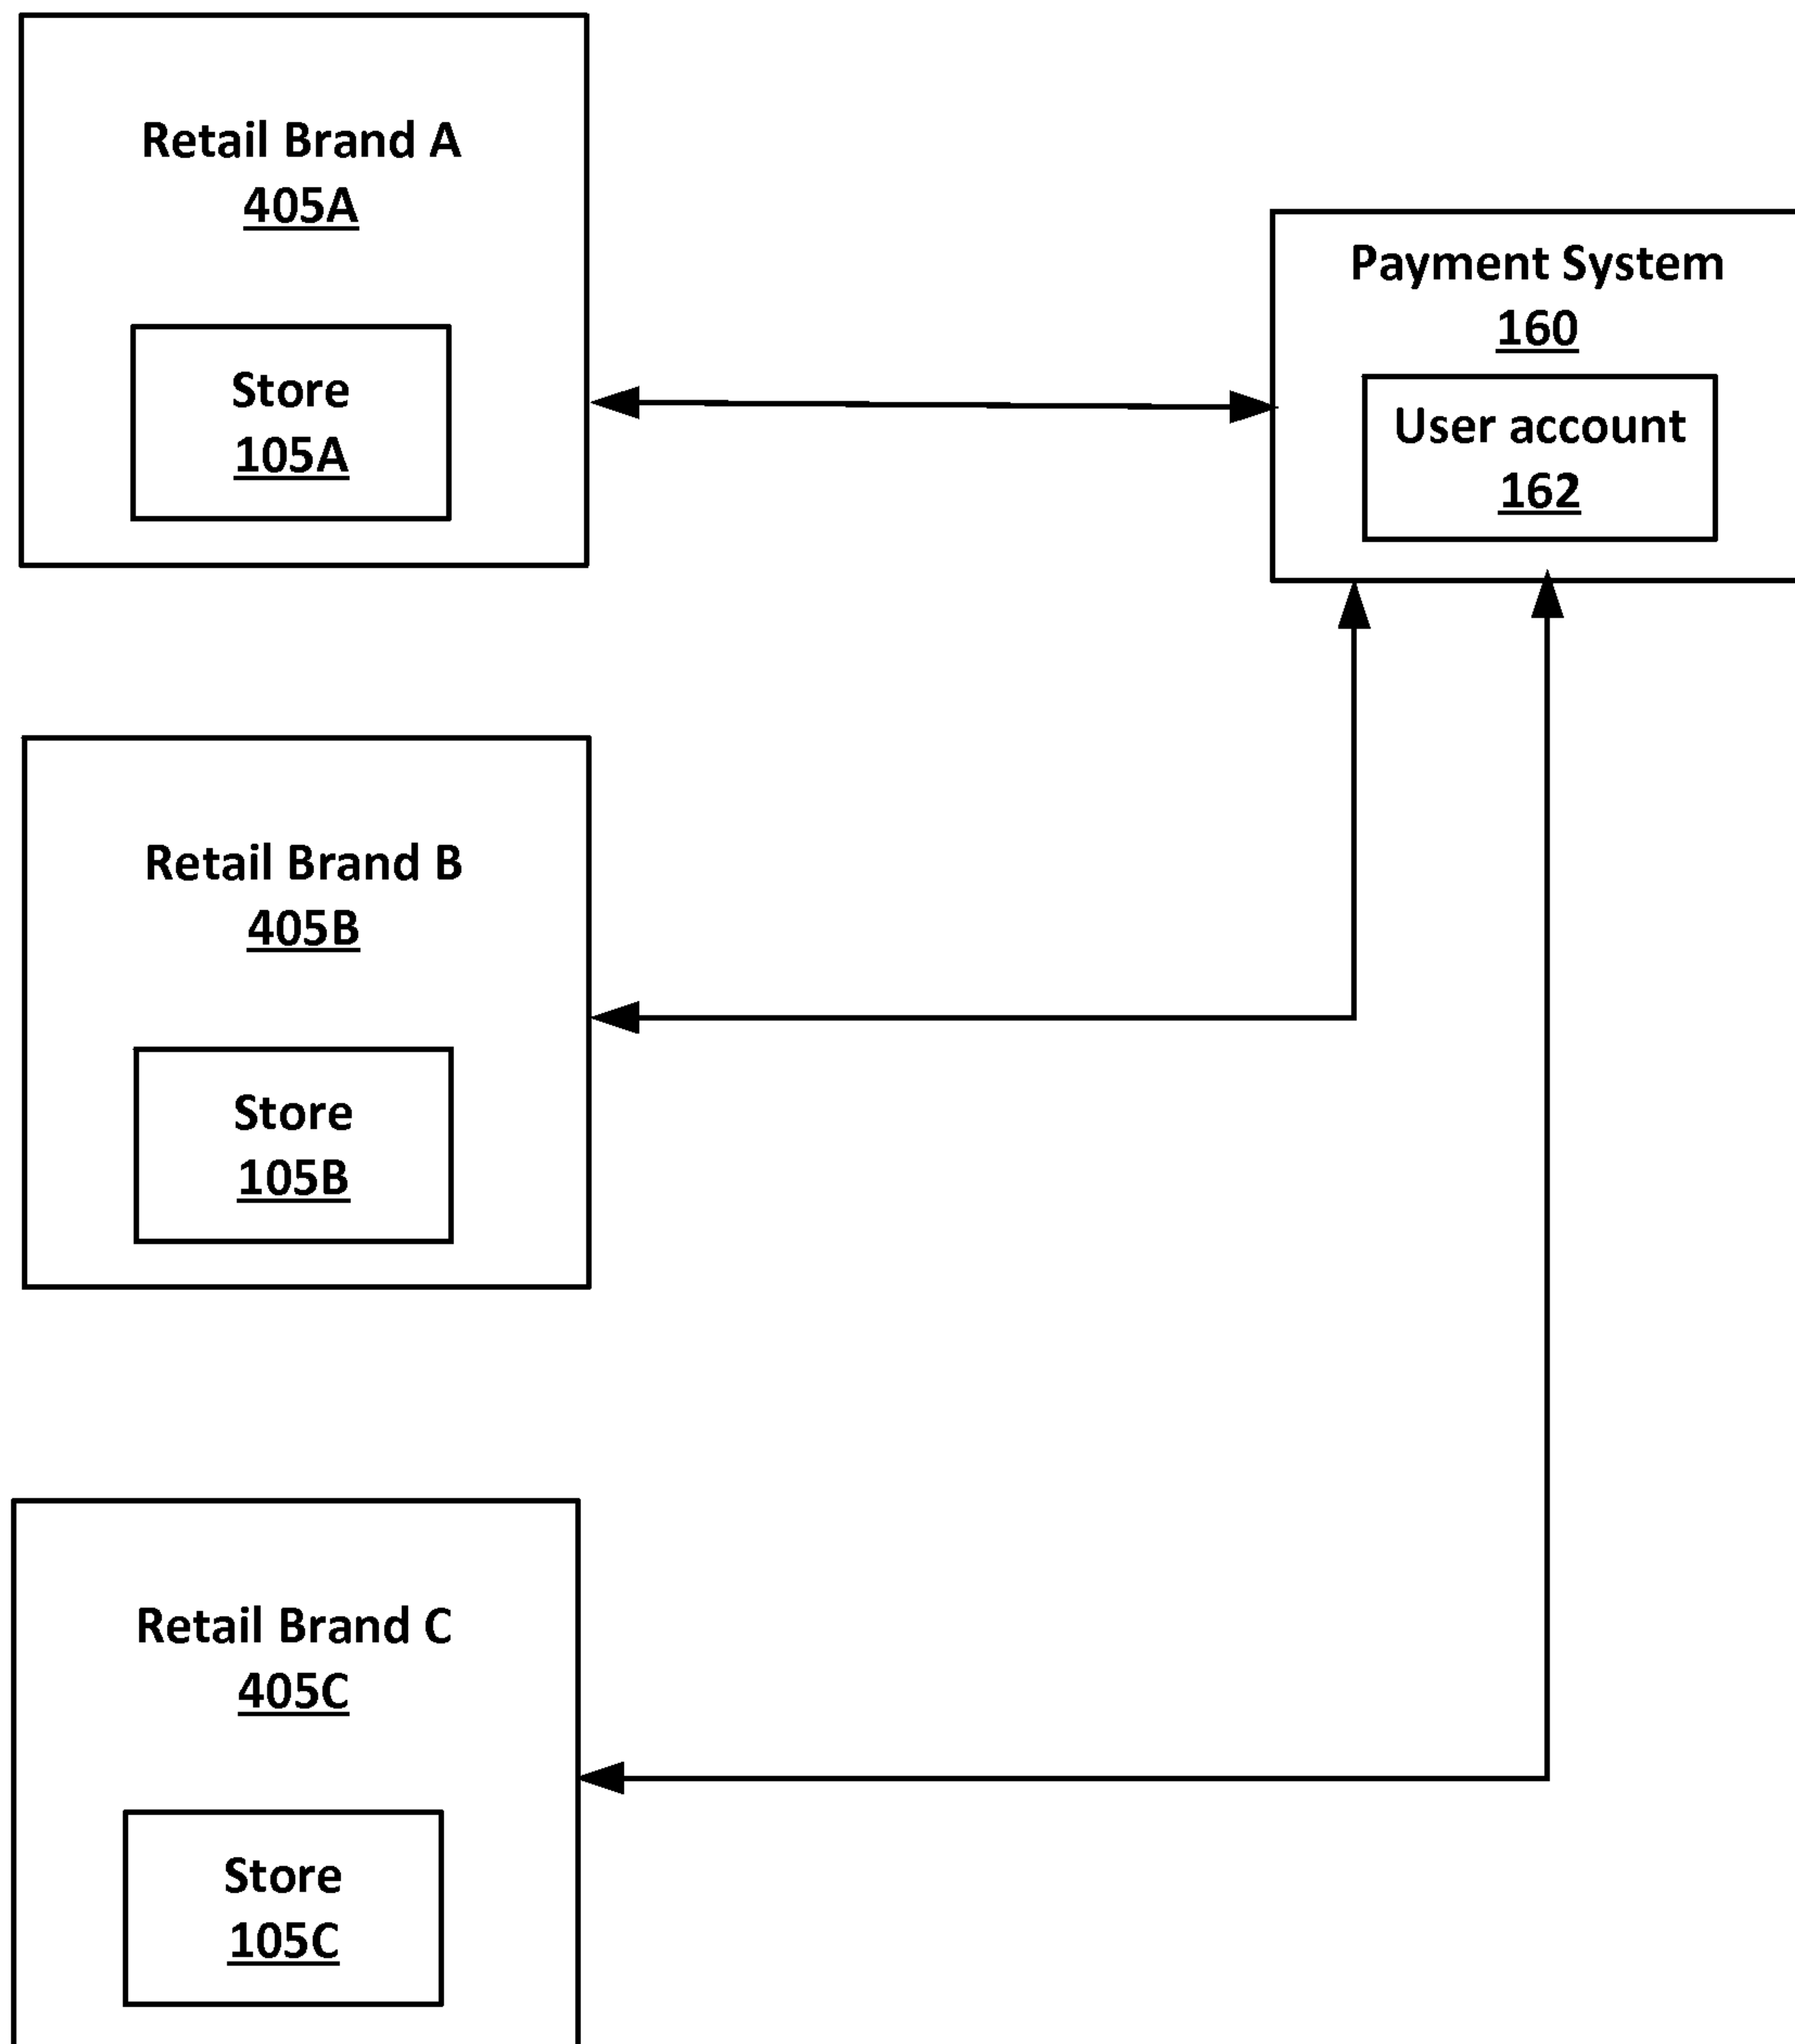 Retail Brand A
405A
Store
105A
Payment System
160
User account
162
Retail Brand B
405B
Store
105B
Retail Brand C
405C
Store
105C